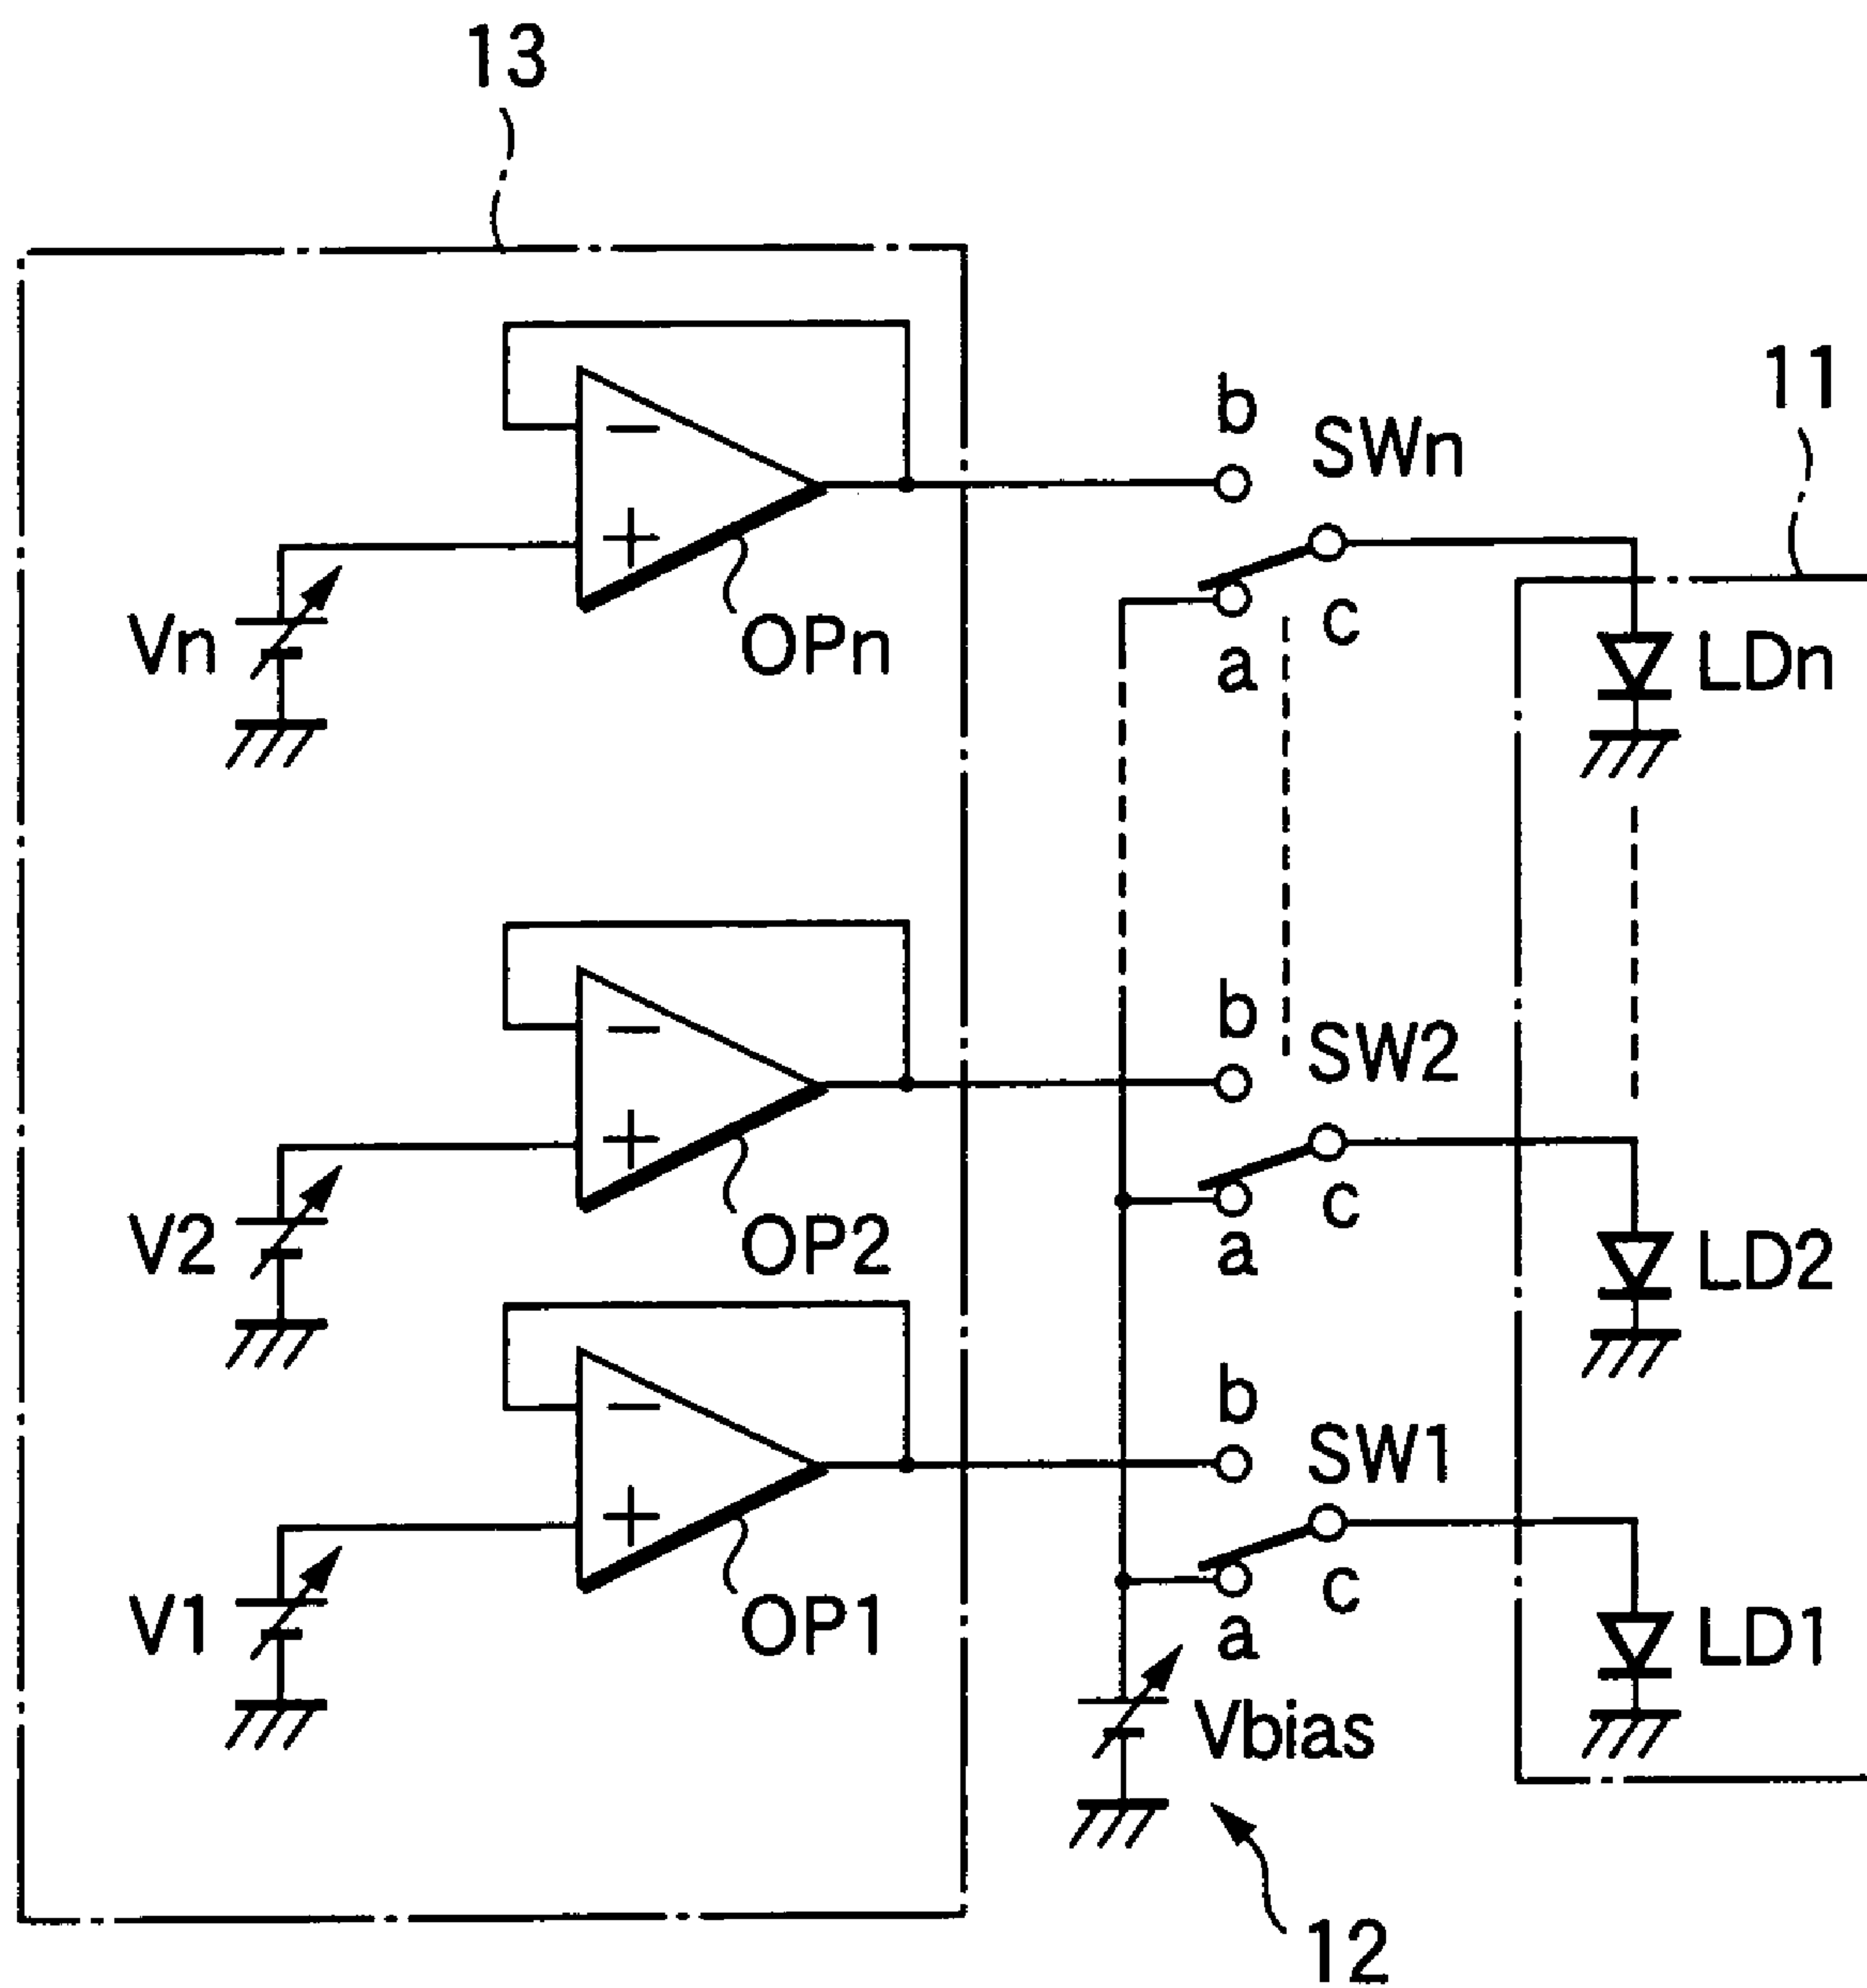 13
11
b
SWn
−
+
c
a
Vn
OPn
LDn
b
SW2
−
+
c
a
V2
OP2
LD2
b
SW1
−
+
c
a
V1
OP1
LD1
Vbias
12